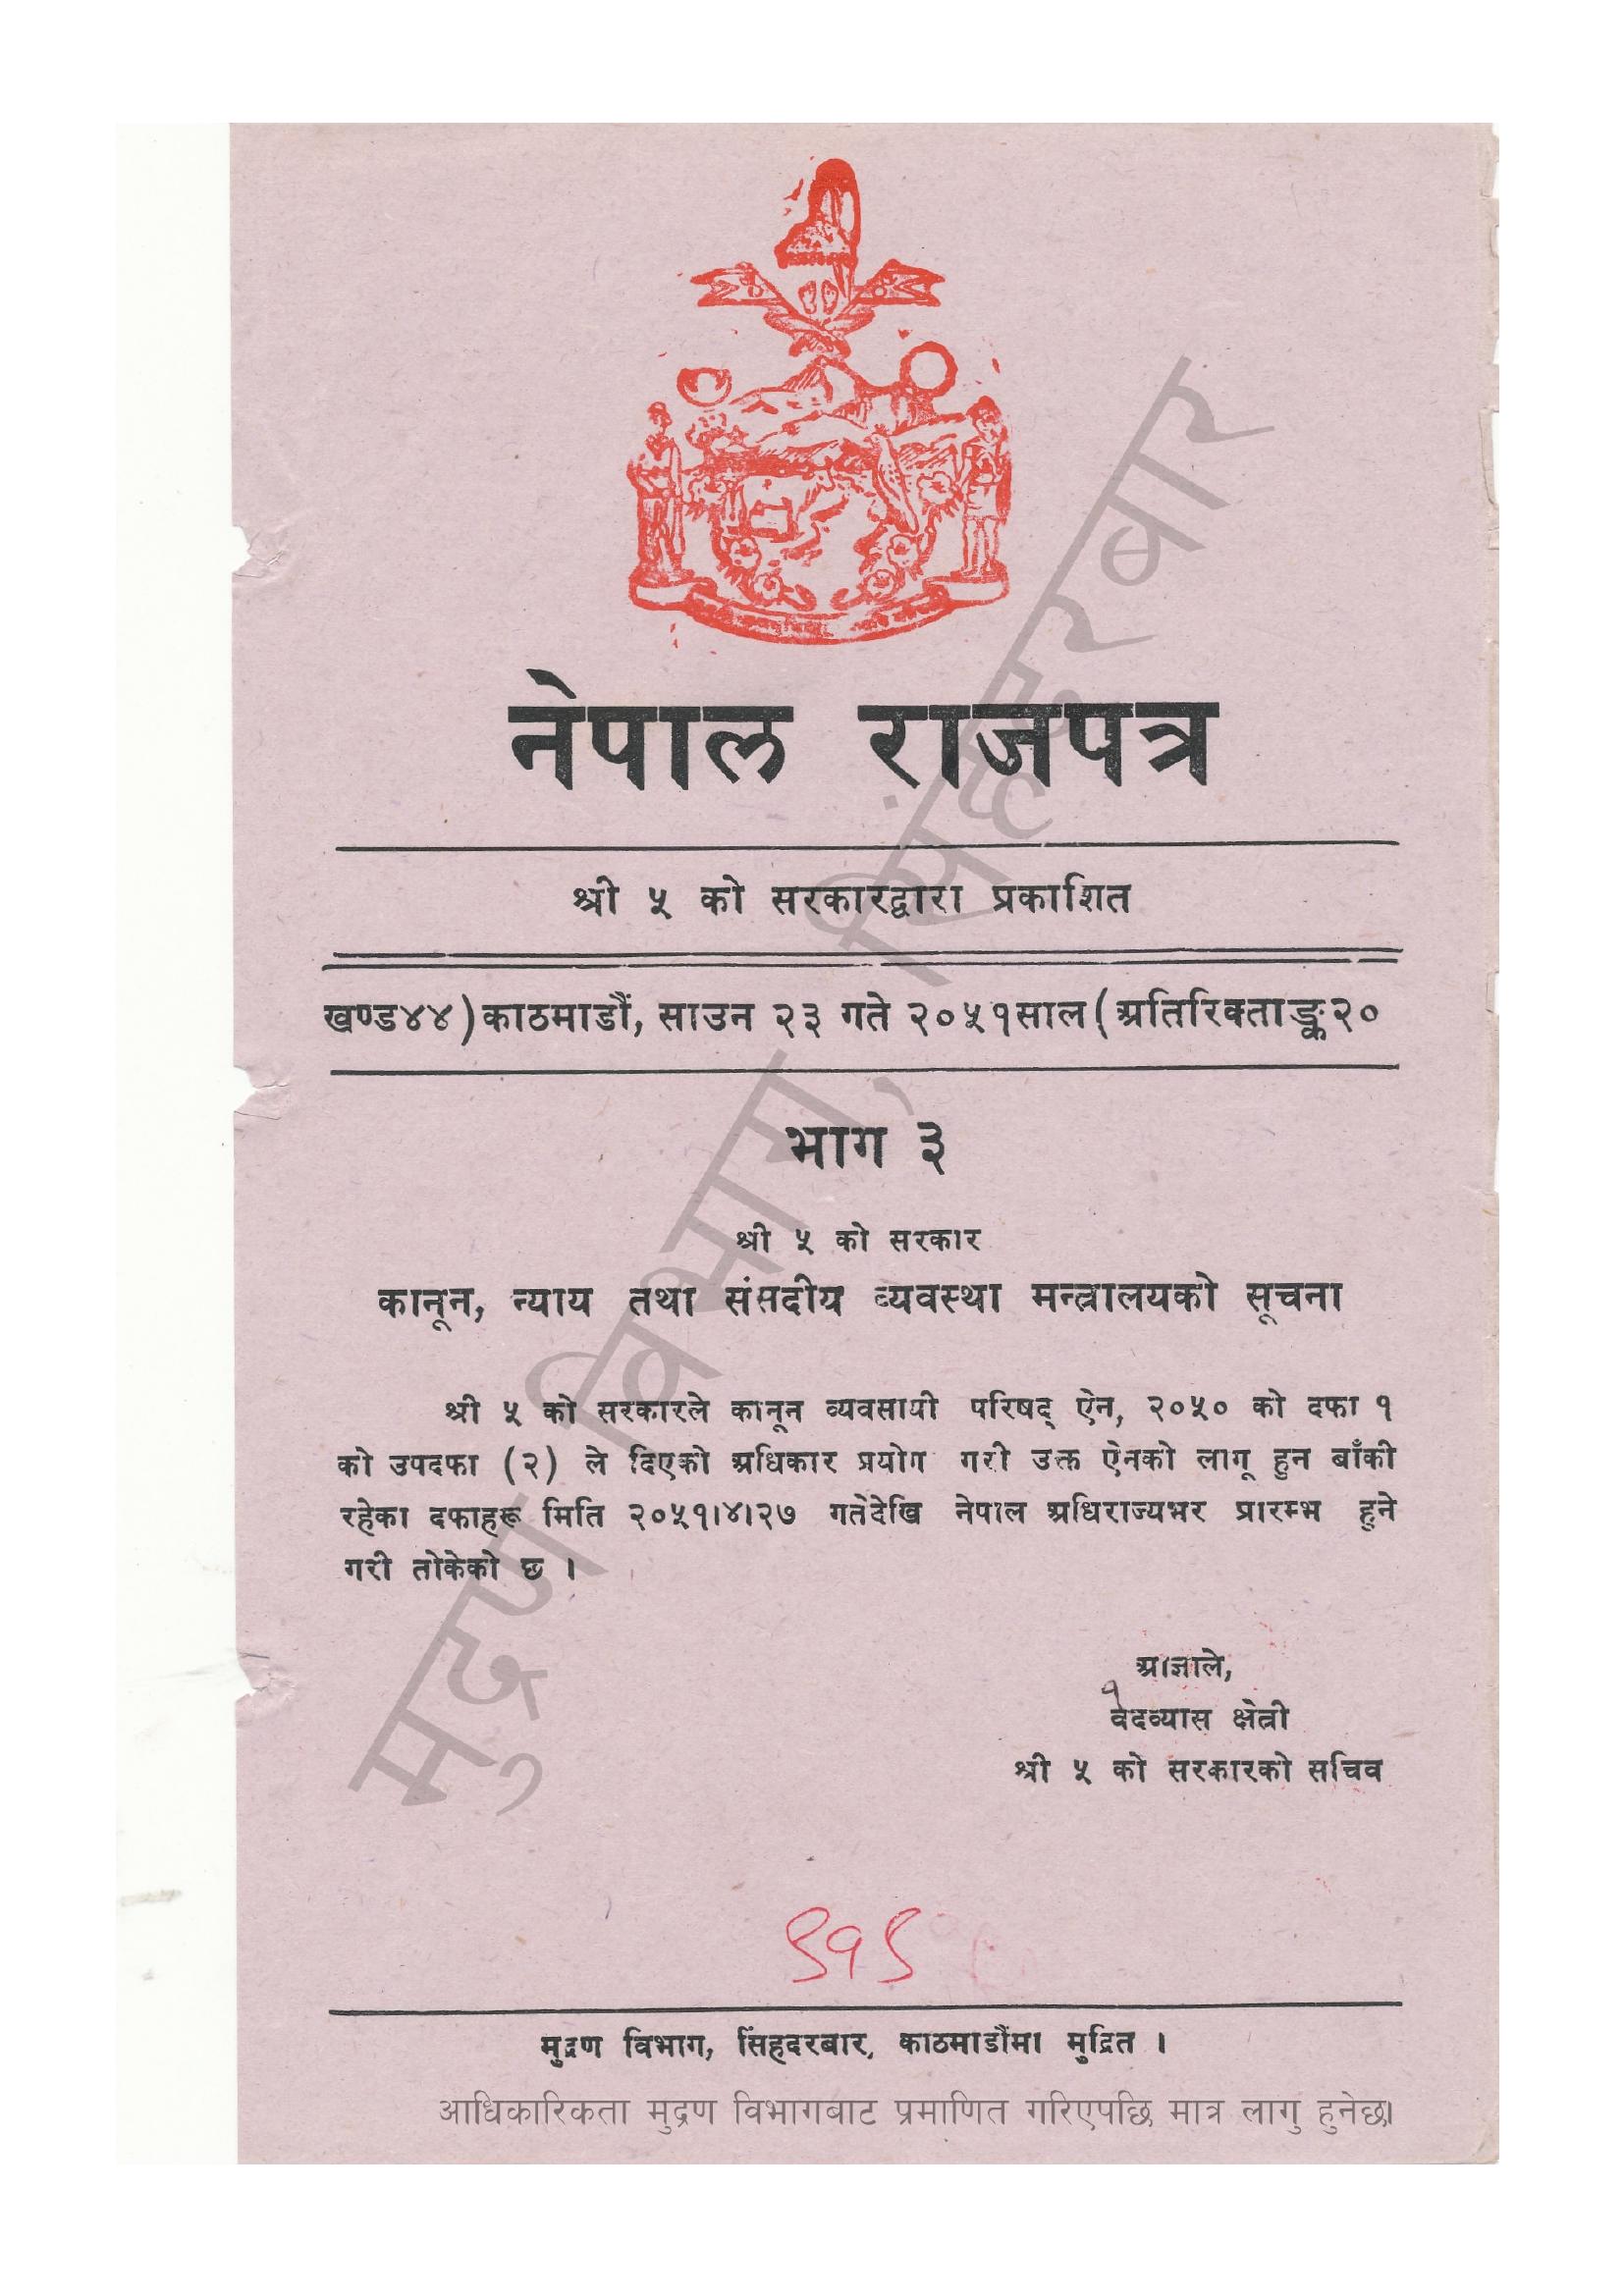 नेपाल राजपत्र
श्री ५ को सरकारद्वारा प्रकाशित
खण्ड४४) काठमाडौं, साउन २३ गते २०५१साल (अतिरिक्ताङ्क२०
भाग ३
श्री ५ को सरकार
कानून, न्याय तथा संसदीय व्यवस्था मन्त्रालयको सूचना
श्री ५ को सरकारले कानून व्यवसायी परिषद् ऐन, २०५० को दफा १
को उपदफा (२) ले दिएको अधिकार प्रयोग गरी उक्त ऐनको लागू हुन बाँकी
रहेका दफाहरू मिति २०५१।४।२७ गतेदेखि नेपाल अधिराज्यभर प्रारम्भ हुने
गरी तोकेको छ ।
आज्ञाले,
वेदव्यास क्षेत्री
श्री ५ को सरकारको सचिव
मुद्रण विभाग, सिंहदरबार, काठमाडौंमा मुद्रित ।
आधिकारिकता मुद्रण विभागबाट प्रमाणित गरिएपछि मात्र लागु हुनेछ।
मुद्रण विभाग, सिंहदरबार